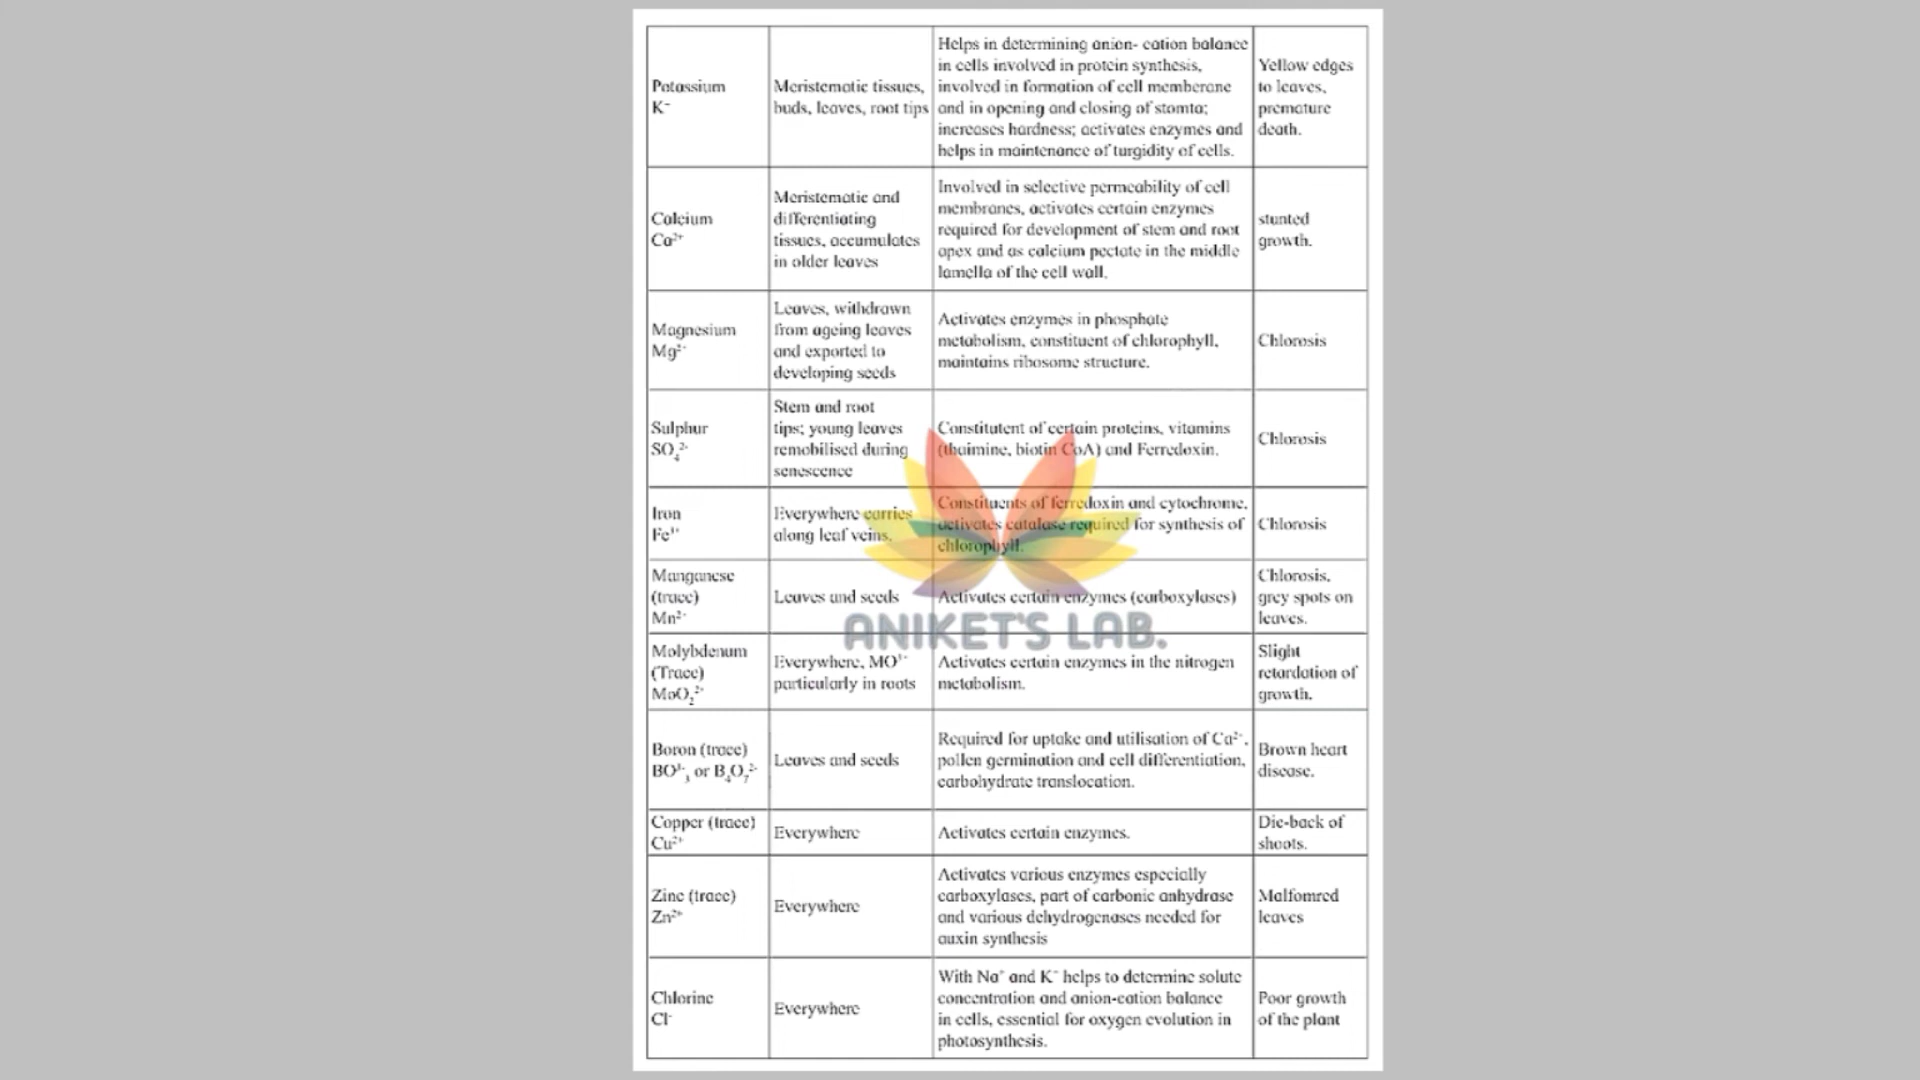 Potassium
K⁻
Meristematic tissues,
buds, leaves, root tips
Helps in determining anion- cation balance
in cells involved in protein synthesis,
involved in formation of cell memberane
and in opening and closing of stomta;
increases hardness; activates enzymes and
helps in maintenance of turgidity of cells.
Yellow edges
to leaves,
premature
death.
Calcium
Ca²⁺
Meristematic and
differentiating
tissues, accumulates
in older leaves
Involved in selective permeability of cell
membranes, activates certain enzymes
required for development of stem and root
apex and as calcium pectate in the middle
lamella of the cell wall.
stunted
growth.
Magnesium
Mg²⁻
Leaves, withdrawn
from ageing leaves
and exported to
developing seeds
Activates enzymes in phosphate
metabolism, constituent of chlorophyll,
maintains ribosome structure.
Chlorosis
Sulphur
SO₄²⁻
Stem and root
tips; young leaves
remobilised during
senescence
Constitutent of certain proteins, vitamins
(thaimine, biotin CoA) and Ferredoxin.
Chlorosis
Iron
Fe³⁺
Everywhere carries
along leaf veins.
Constituents of ferredoxin and cytochrome,
activates catalase required for synthesis of
chlorophyll.
Chlorosis
Manganese
(trace)
Mn²⁻
Leaves and seeds
Activates certain enzymes (carboxylases)
Chlorosis,
grey spots on
leaves.
ANIKET'S LAB.
Molybdenum
(Trace)
MoO₂²⁺
Everywhere, MO³⁻
particularly in roots
Activates certain enzymes in the nitrogen
metabolism.
Slight
retardation of
growth.
Boron (trace)
BO³⁻₃ or B₄O₇²⁻
Leaves and seeds
Required for uptake and utilisation of Ca²⁻,
pollen germination and cell differentiation,
carbohydrate translocation.
Brown heart
disease.
Copper (trace)
Cu²⁺
Everywhere
Activates certain enzymes.
Die-back of
shoots.
Zinc (trace)
Zn²⁺
Everywhere
Activates various enzymes especially
carboxylases, part of carbonic anhydrase
and various dehydrogenases needed for
auxin synthesis
Malfomred
leaves
Chlorine
Cl⁻
Everywhere
With Na⁺ and K⁻ helps to determine solute
concentration and anion-cation balance
in cells, essential for oxygen evolution in
photosynthesis.
Poor growth
of the plant